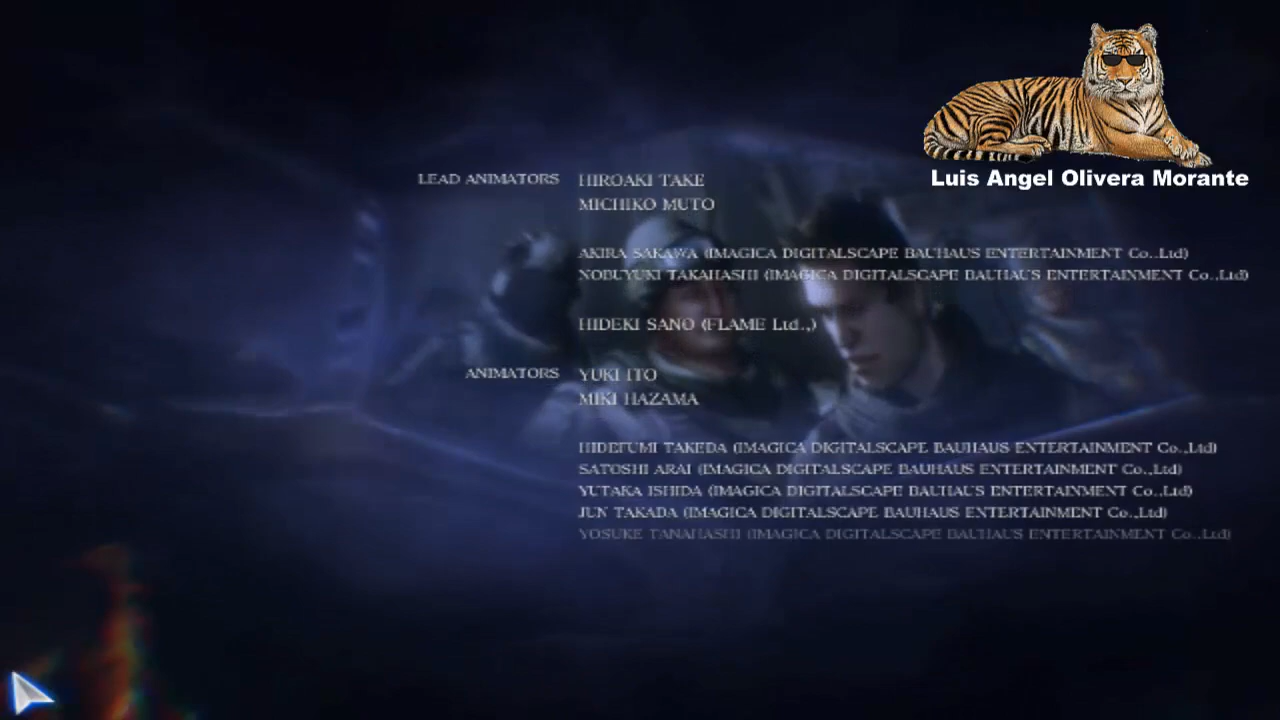 Luis Angel Olivera Morante
LEAD ANIMATORS HIROAKI TAKE
MICHIKO MUTO
AKIRA SAKAWA (IMAGICA DIGITALSCAPE BAUHAUS ENTERTAINMENT Co.,Ltd)
NOBUYUKI TAKAHASHI (IMAGICA DIGITALSCAPE BAUHAUS ENTERTAINMENT Co.,Ltd)
HIDEKI SANO (FLAME Ltd.,)
ANIMATORS YUKI ITO
MIKI HAZAMA
HIDEFUMI TAKEDA (IMAGICA DIGITALSCAPE BAUHAUS ENTERTAINMENT Co.,Ltd)
SATOSHI ARAI (IMAGICA DIGITALSCAPE BAUHAUS ENTERTAINMENT Co.,Ltd)
YUTAKA ISHIDA (IMAGICA DIGITALSCAPE BAUHAUS ENTERTAINMENT Co.,Ltd)
JUN TAKADA (IMAGICA DIGITALSCAPE BAUHAUS ENTERTAINMENT Co.,Ltd)
YOSUKE TANAHASHI (IMAGICA DIGITALSCAPE BAUHAUS ENTERTAINMENT Co.,Ltd)